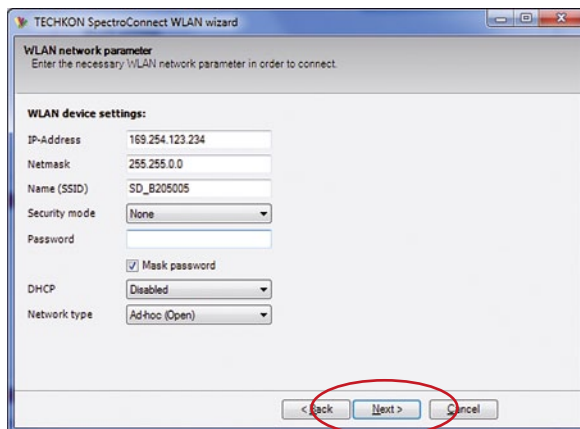 TECHKON SpectroConnect WLAN wizard
WLAN network parameter
Enter the necessary WLAN network parameter in order to connect.
WLAN device settings:
IP-Address 169.254.123.234
Netmask 255.255.0.0
Name (SSID) SD_B205005
Security mode None
Password
Mask password
DHCP Disabled
Network type Ad-hoc (Open)
< Back Next > Cancel